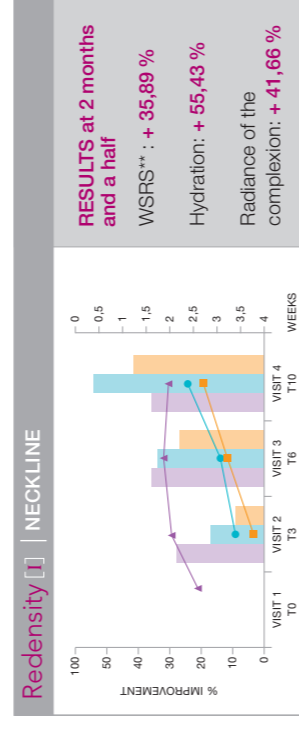 Redensity [I] | NECKLINE
% IMPROVEMENT
100
50
40
30
20
10
0
0
0,5
1
1,5
2
2.5
3
3.5
4
WEEKS
VISIT 1
T0
VISIT 2
T3
VISIT 3
T6
VISIT 4
T10
RESULTS at 2 months
and a half
WSRS** : + 35,89 %
Hydration: + 55,43 %
Radiance of the
complexion: + 41,66 %